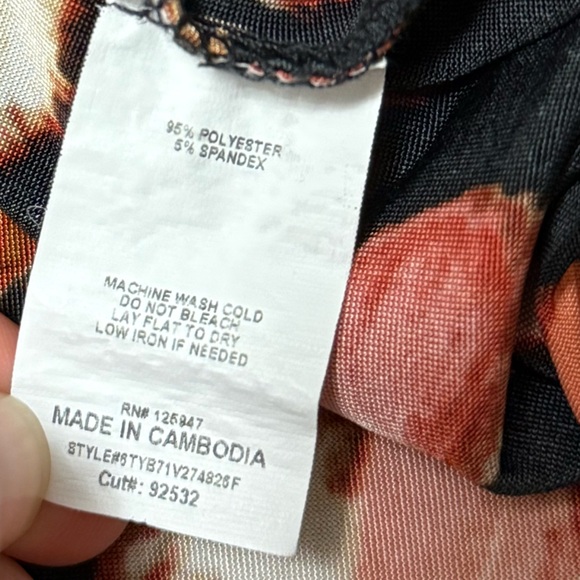 95% POLYESTER
5% SPANDEX
MACHINE WASH COLD
DO NOT BLEACH
LAY FLAT TO DRY
LOW IRON IF NEEDED
RN# 125947
MADE IN CAMBODIA
STYLE#6TYB71V274826F
Cut#: 92532